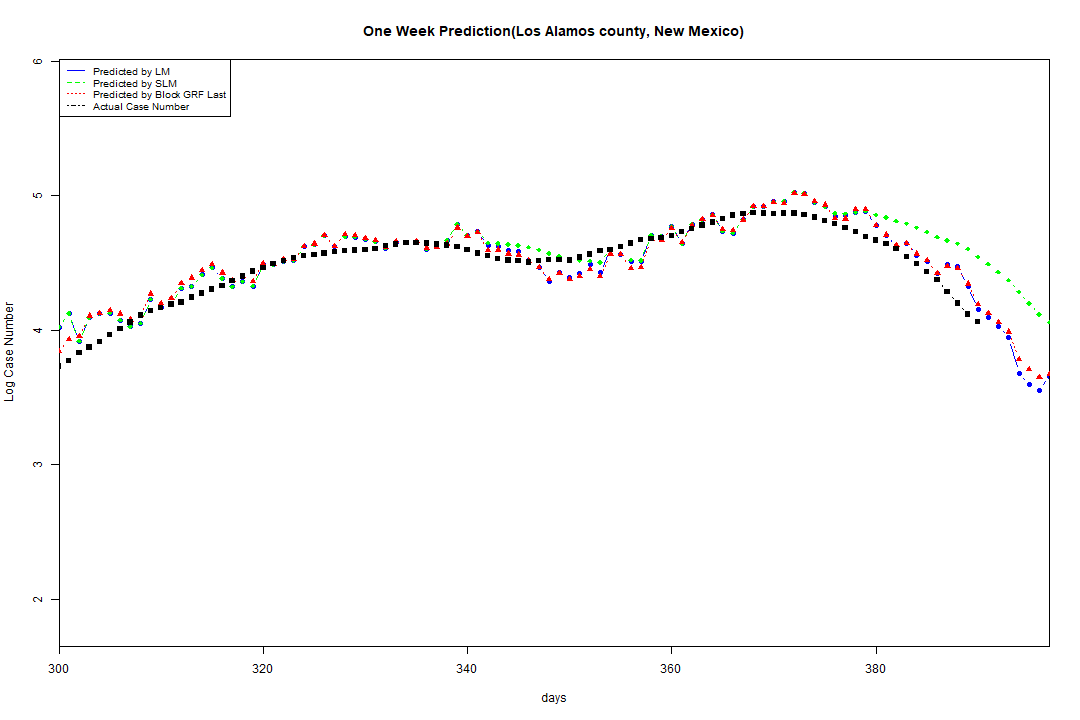 One Week Prediction(Los Alamos county, New Mexico)
Predicted by LM
Predicted by SLM
Predicted by Block GRF Last
Actual Case Number
6
5
4
3
2
Log Case Number
300 320 340 360 380
days